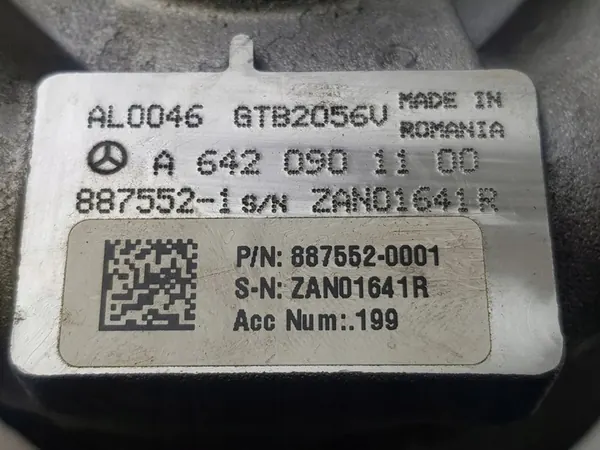 AL0046 GTB2056V MADE IN
ROMANIA
A 642 090 11 00
887552-1 S/N ZAN01641R
P/N: 887552-0001
S-N: ZAN01641R
Acc Num:.199